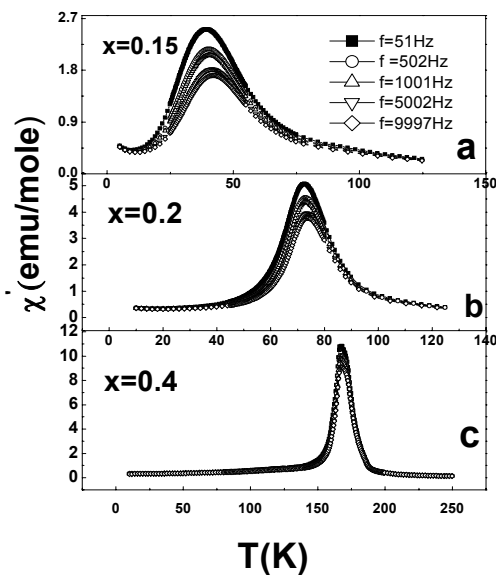 2.7
x=0.15
f=51Hz
f =502Hz
1.8
f=1001Hz
f=5002Hz
0.9
f=9997Hz
a
0.0
0 50 100 150
x=0.2
5
4
3
2
1
0
b
0 20 40 60 80 100 120 140
12
x=0.4
10
8
6
4
2
0
c
0 50 100 150 200 250
χ'(emu/mole)
T(K)